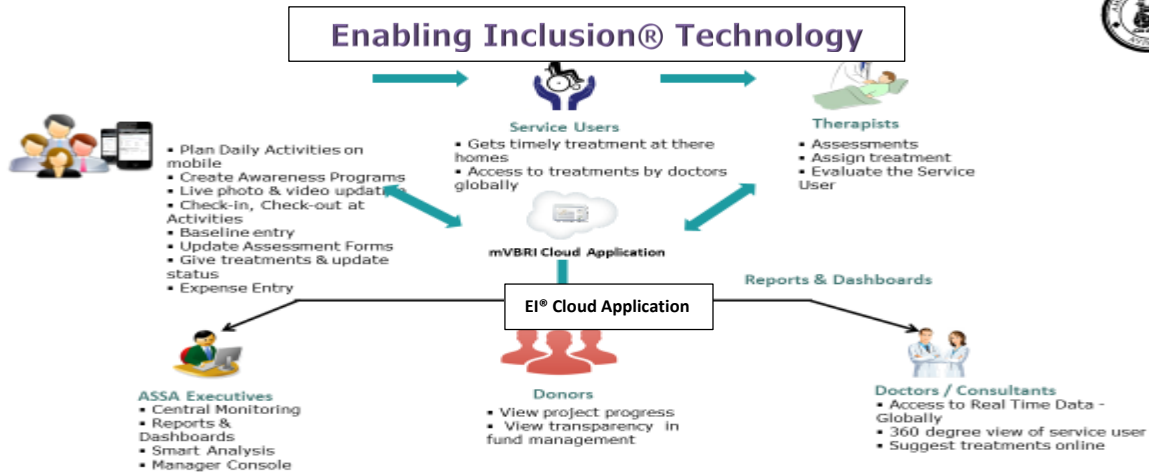 Enabling Inclusion® Technology
▪ Plan Daily Activities on
mobile
▪ Create Awareness Programs
▪ Live photo & video
▪ Check-in, Check-out at
Activities
▪ Baseline entry
▪ Update Assessment Forms
▪ Give treatments & update
status
▪ Expense Entry
Service Users
▪ Gets timely treatment at there
homes
▪ Access to treatments by doctors
globally
Therapists
▪ Assessments
▪ Assign treatment
▪ Evaluate the Service
User
mVBRI Cloud Application
Reports & Dashboards
EI® Cloud Application
ASSA Executives
▪ Central Monitoring
▪ Reports &
Dashboards
▪ Smart Analysis
▪ Manager Console
Donors
▪ View project progress
▪ View transparency in
fund management
Doctors / Consultants
▪ Access to Real Time Data -
Globally
▪ 360 degree view of service user
▪ Suggest treatments online